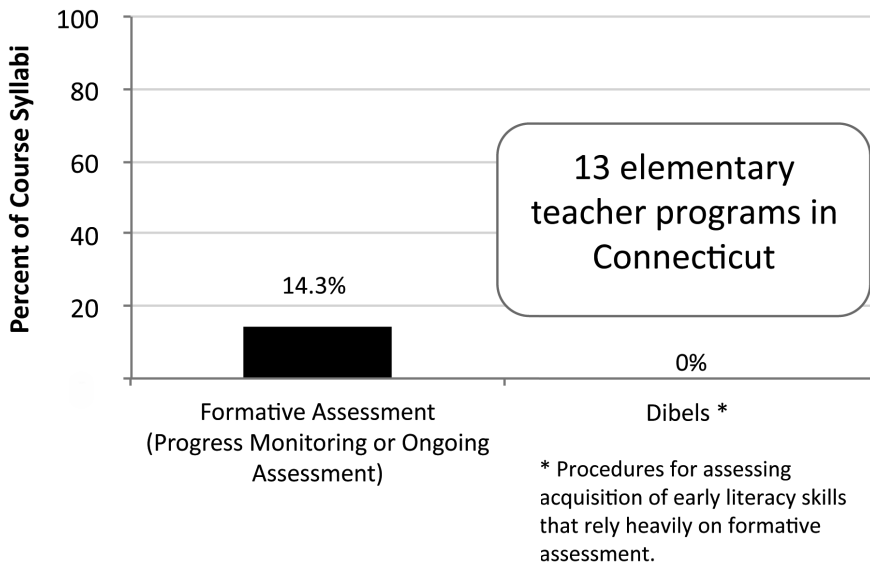 100
80
60
40
20
Percent of Course Syllabi
14.3%
13 elementary
teacher programs in
Connecticut
0%
Formative Assessment
(Progress Monitoring or Ongoing
Assessment)
Dibels *
* Procedures for assessing
acquisition of early literacy skills
that rely heavily on formative
assessment.